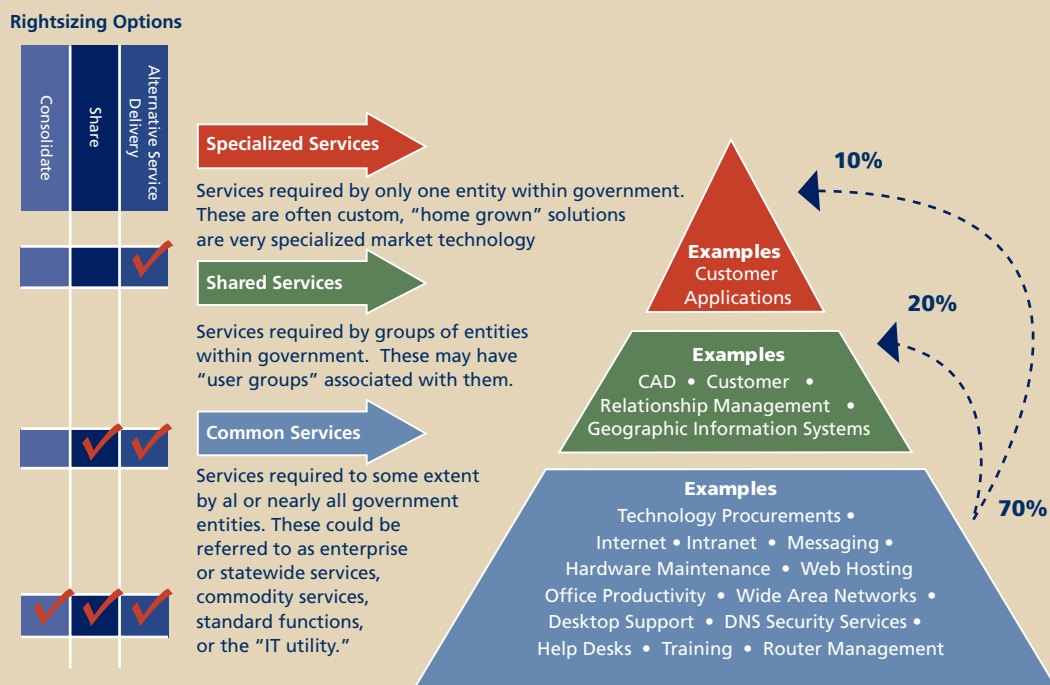 Rightsizing Options
Consolidate
Share
Alternative Service
Delivery
Specialized Services
Services required by only one entity within government.
These are often custom, “home grown” solutions
are very specialized market technology
Shared Services
Services required by groups of entities
within government.  These may have
“user groups” associated with them.
Common Services
Services required to some extent
by al or nearly all government
entities. These could be
referred to as enterprise
or statewide services,
commodity services,
standard functions,
or the “IT utility.”
Examples
Customer
Applications
Examples
CAD • Customer •
Relationship Management •
Geographic Information Systems
Examples
Technology Procurements •
Internet • Intranet • Messaging •
Hardware Maintenance • Web Hosting
Office Productivity • Wide Area Networks •
Desktop Support • DNS Security Services •
Help Desks • Training • Router Management
10%
20%
70%